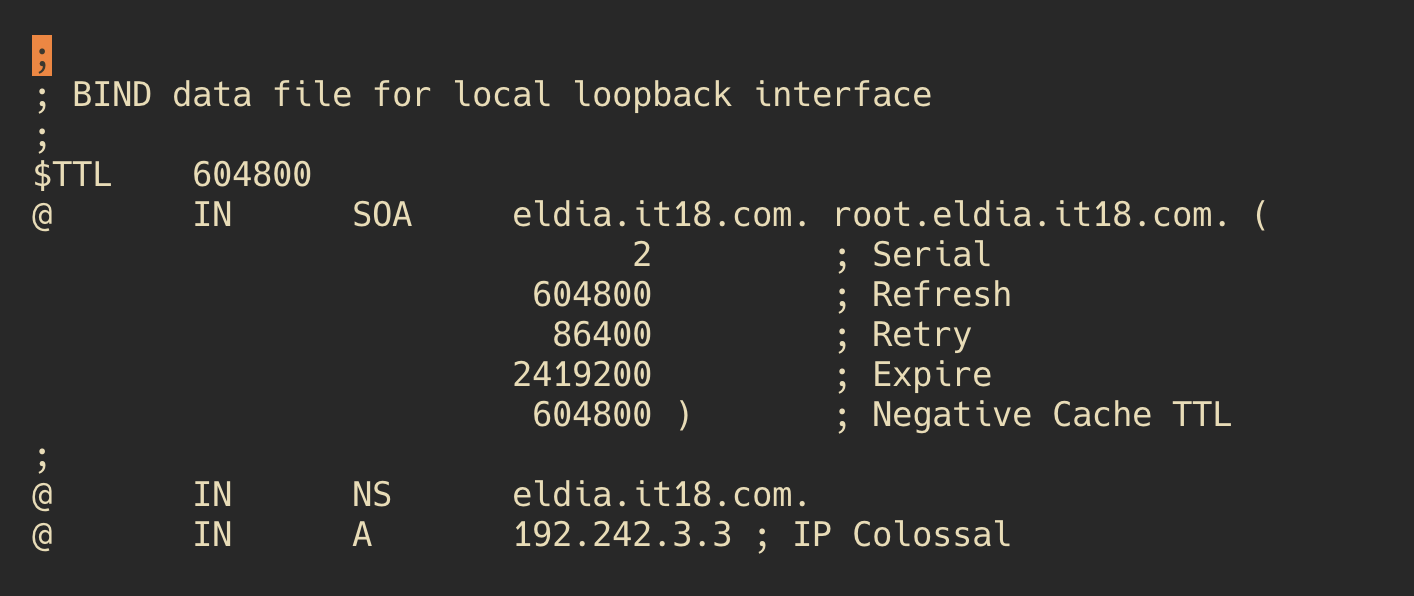 ;
; BIND data file for local loopback interface
;
$TTL    604800
@       IN      SOA     eldia.it18.com. root.eldia.it18.com. (
                              2         ; Serial
                         604800         ; Refresh
                          86400         ; Retry
                        2419200         ; Expire
                         604800 )       ; Negative Cache TTL
;
@       IN      NS      eldia.it18.com.
@       IN      A       192.242.3.3 ; IP Colossal